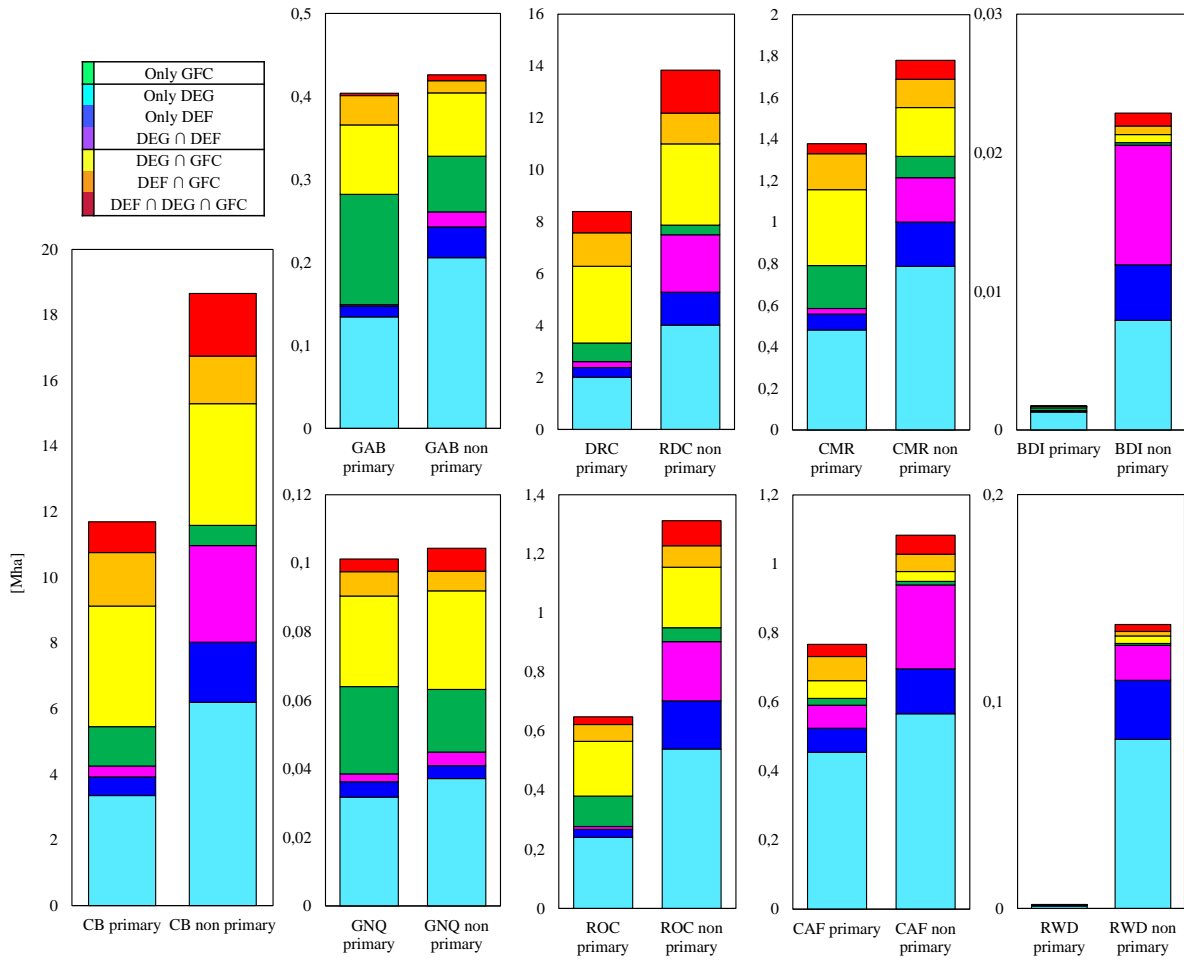 Only GFC
Only DEG
Only DEF
DEG ∩ DEF
DEG ∩ GFC
DEF ∩ GFC
DEF ∩ DEG ∩ GFC
0,5
0,4
0,3
0,2
0,1
0
GAB primary
GAB non primary
16
14
12
10
8
6
4
2
0
DRC primary
RDC non primary
2
1,8
1,6
1,4
1,2
1
0,8
0,6
0,4
0,2
0
CMR primary
CMR non primary
0,03
0,02
0,01
0
BDI primary
BDI non primary
[Mha]
20
18
16
14
12
10
8
6
4
2
0
CB primary
CB non primary
0,12
0,1
0,08
0,06
0,04
0,02
0
GNQ primary
GNQ non primary
1,4
1,2
1
0,8
0,6
0,4
0,2
0
ROC primary
ROC non primary
1,2
1
0,8
0,6
0,4
0,2
0
CAF primary
CAF non primary
0,2
0,1
0
RWD primary
RWD non primary